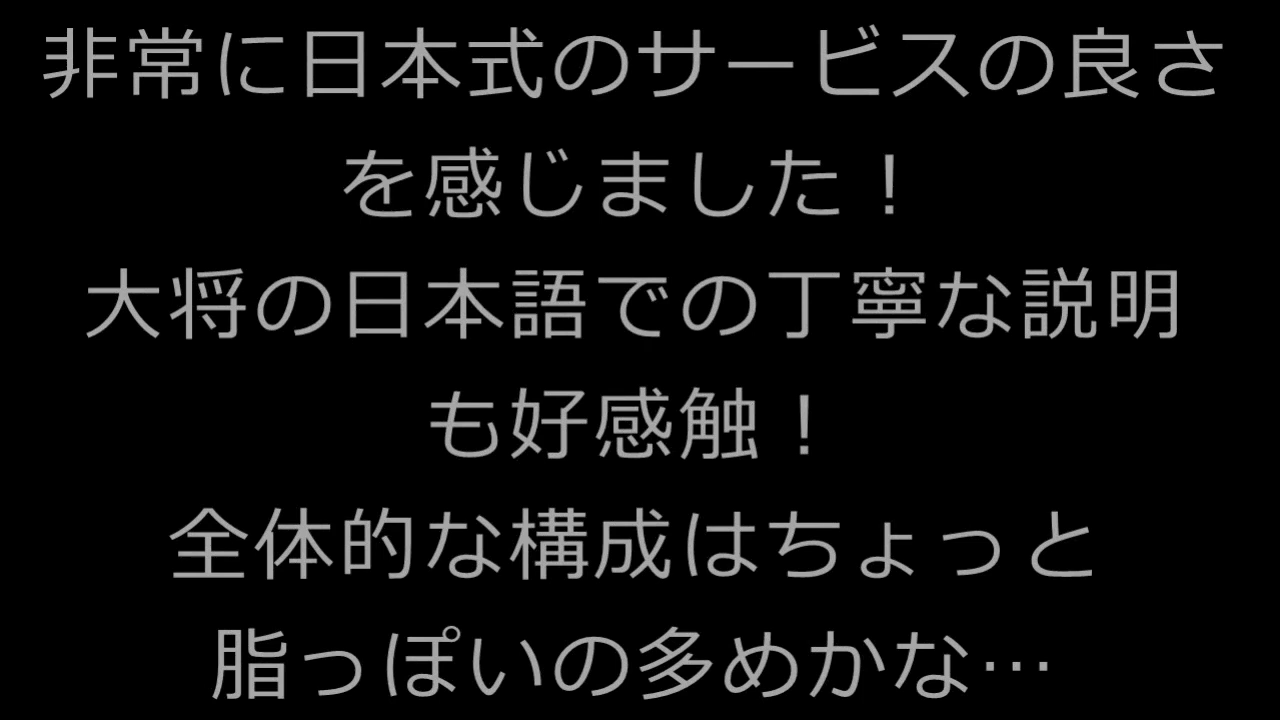 非常に日本式のサービスの良さ
を感じました！
大将の日本語での丁寧な説明
も好感触！
全体的な構成はちょっと
脂っぽいの多めかな…